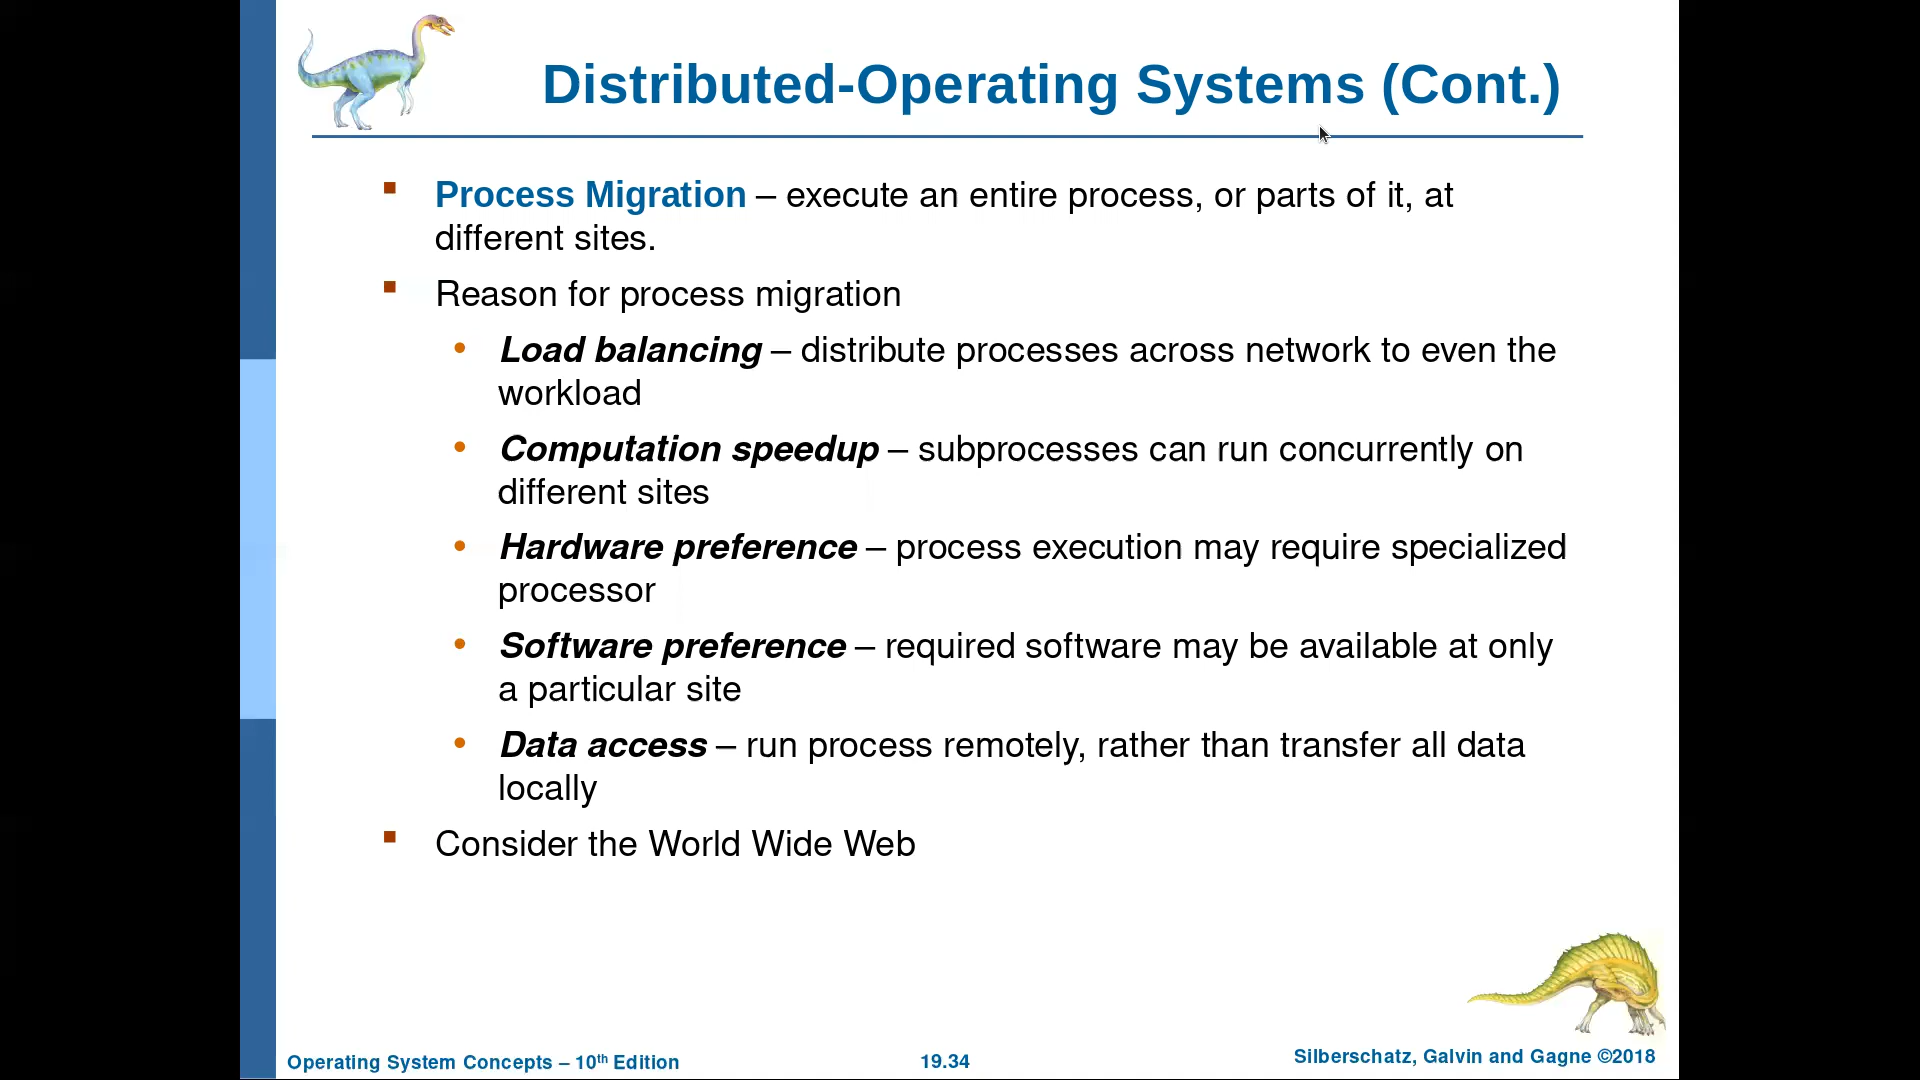 Distributed-Operating Systems (Cont.)
▪ Process Migration – execute an entire process, or parts of it, at
different sites.
▪ Reason for process migration
• Load balancing – distribute processes across network to even the
workload
• Computation speedup – subprocesses can run concurrently on
different sites
• Hardware preference – process execution may require specialized
processor
• Software preference – required software may be available at only
a particular site
• Data access – run process remotely, rather than transfer all data
locally
▪ Consider the World Wide Web
Operating System Concepts – 10th Edition
19.34
Silberschatz, Galvin and Gagne ©2018